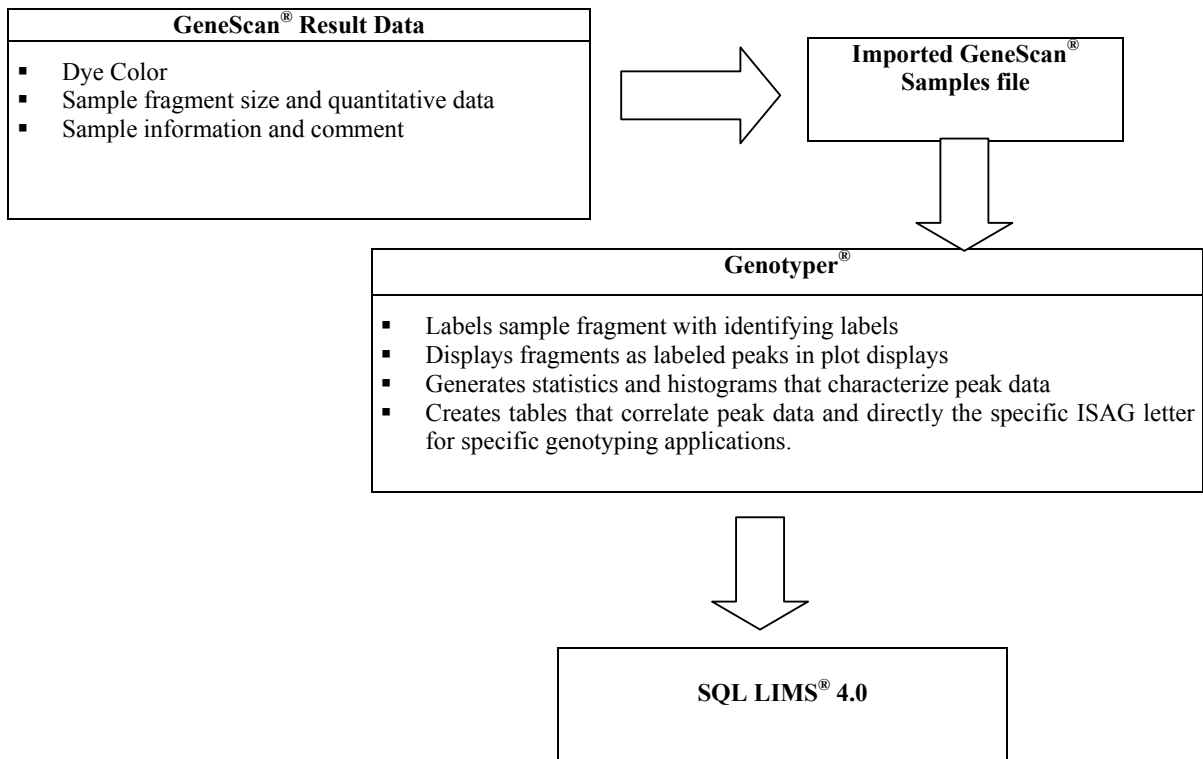 GeneScan® Result Data
▪ Dye Color
▪ Sample fragment size and quantitative data
▪ Sample information and comment
Imported GeneScan®
Samples file
Genotyper®
▪ Labels sample fragment with identifying labels
▪ Displays fragments as labeled peaks in plot displays
▪ Generates statistics and histograms that characterize peak data
▪ Creates tables that correlate peak data and directly the specific ISAG letter
for specific genotyping applications.
SQL LIMS® 4.0